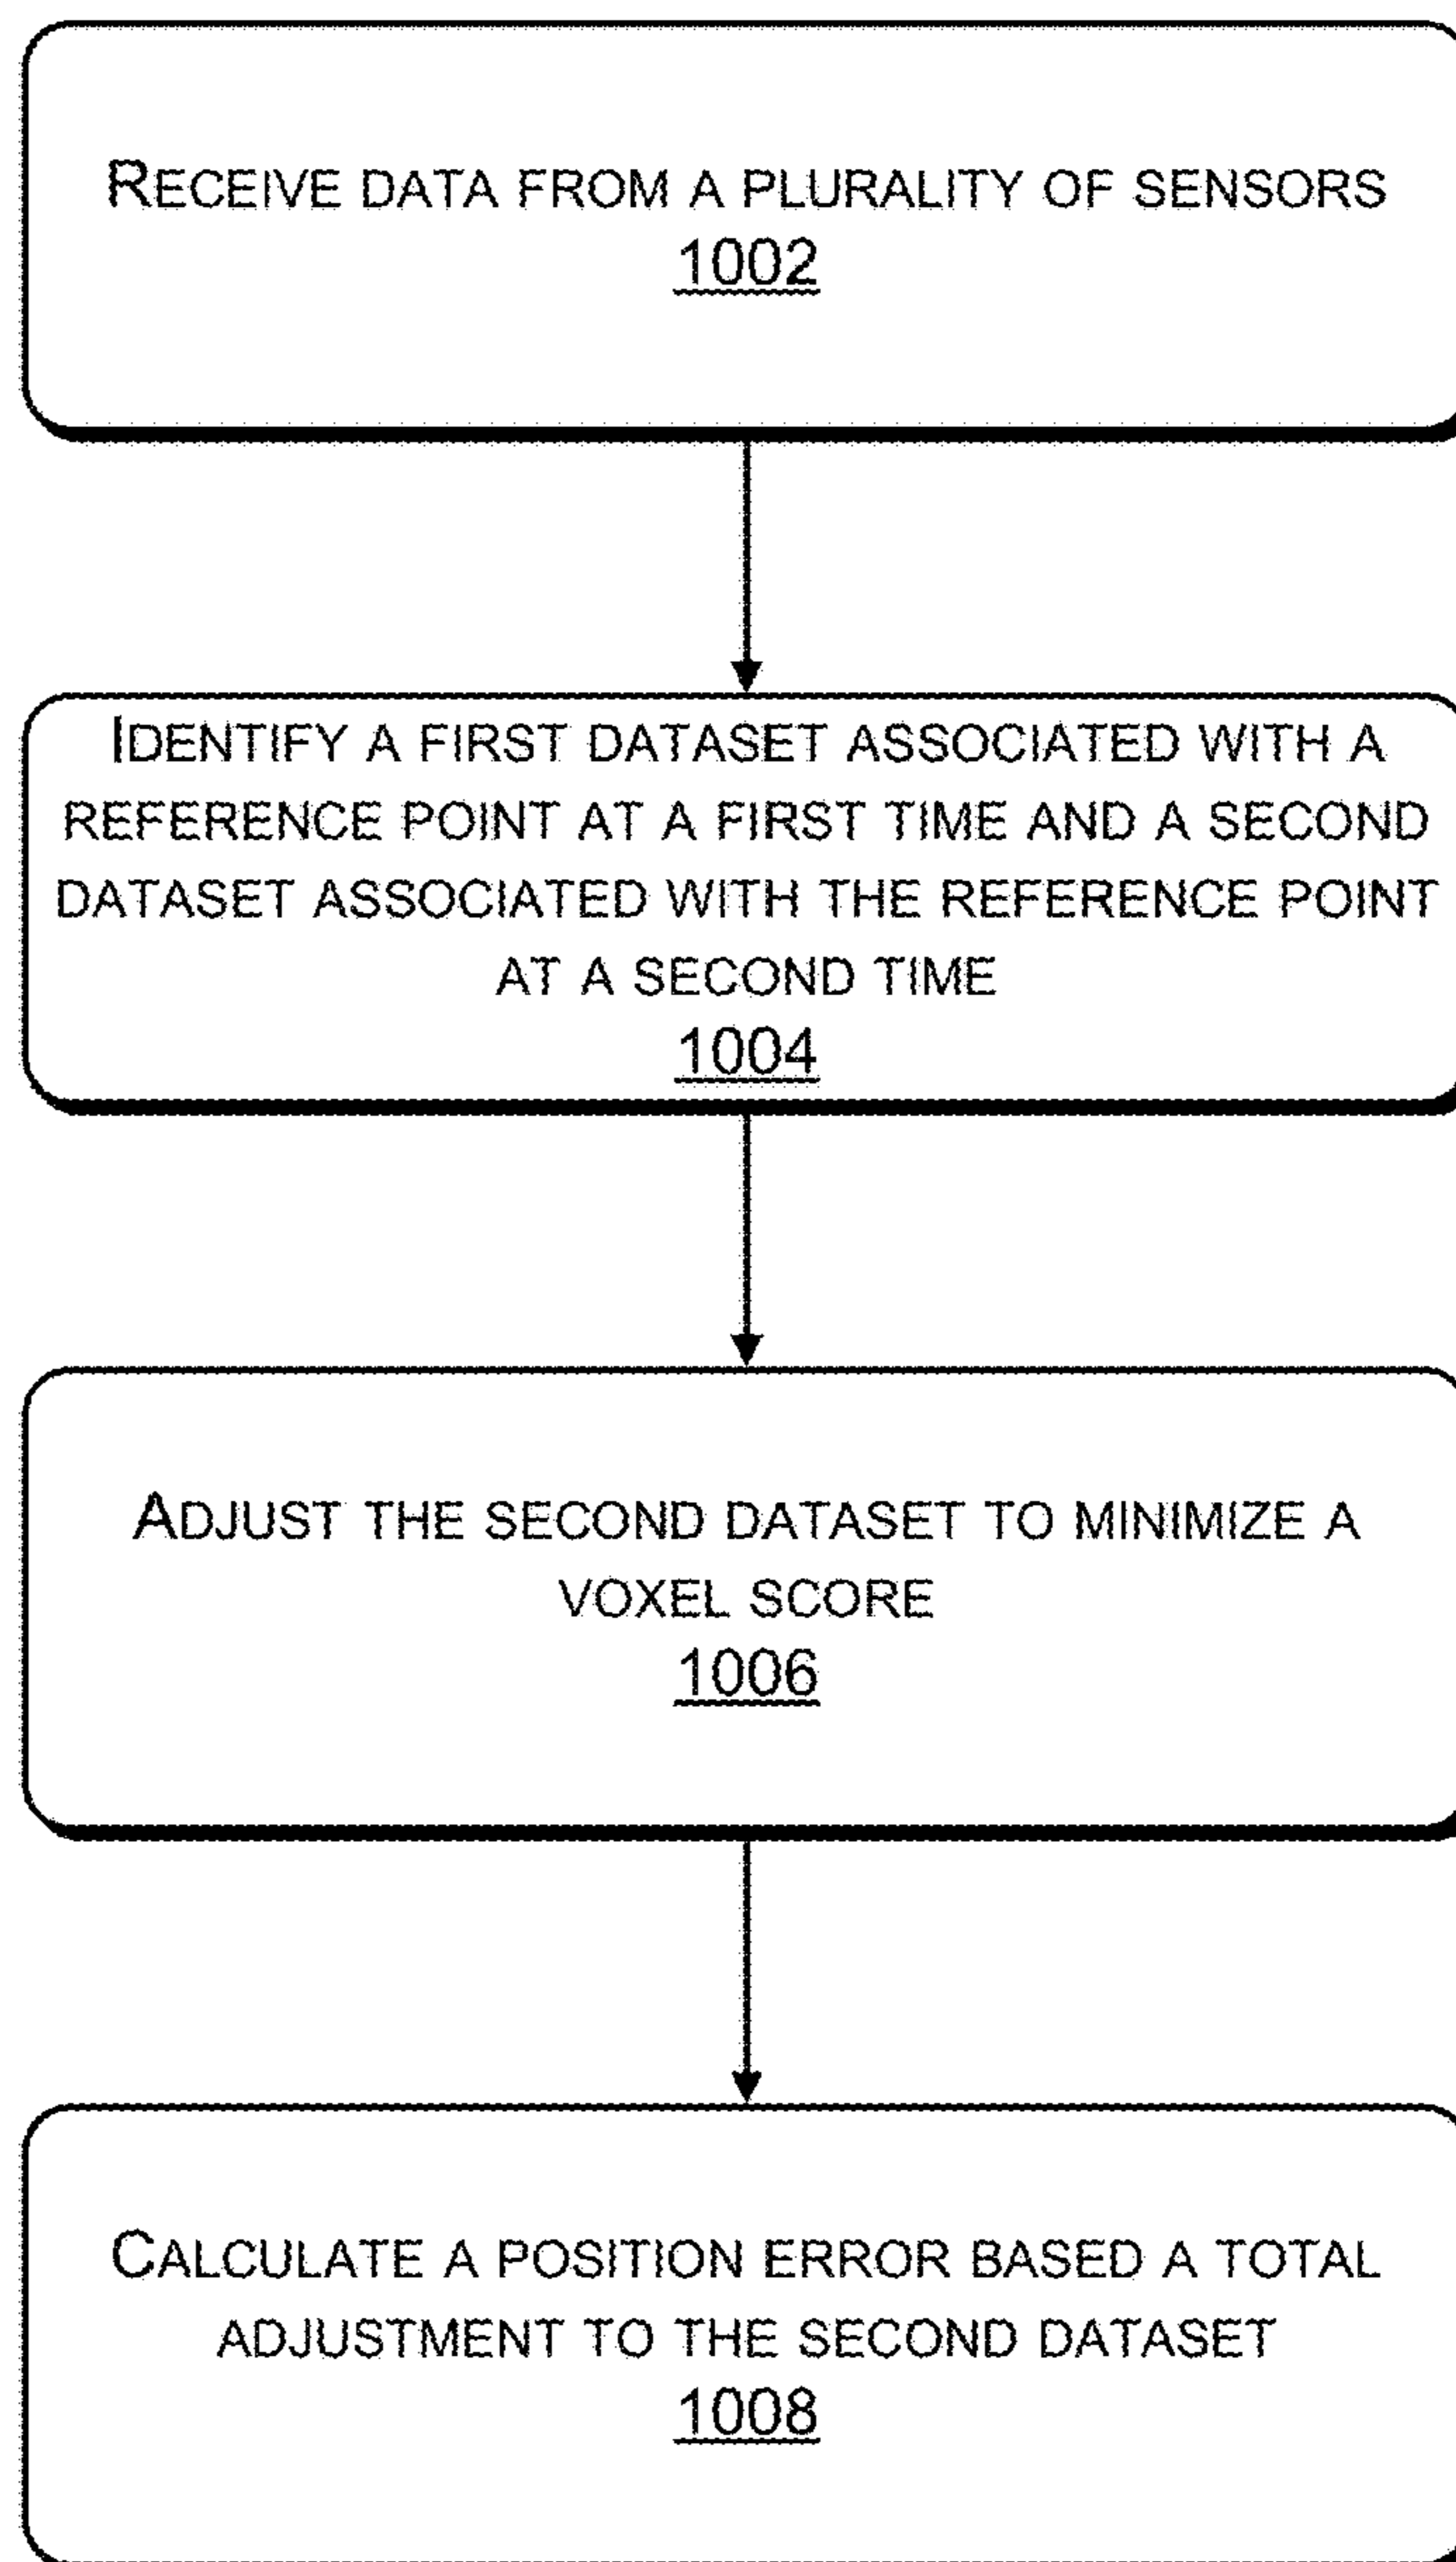 RECEIVE DATA FROM A PLURALITY OF SENSORS
1002
IDENTIFY A FIRST DATASET ASSOCIATED WITH A
REFERENCE POINT AT A FIRST TIME AND A SECOND
DATASET ASSOCIATED WITH THE REFERENCE POINT
AT A SECOND TIME
1004
ADJUST THE SECOND DATASET TO MINIMIZE A
VOXEL SCORE
1006
CALCULATE A POSITION ERROR BASED A TOTAL
ADJUSTMENT TO THE SECOND DATASET
1008